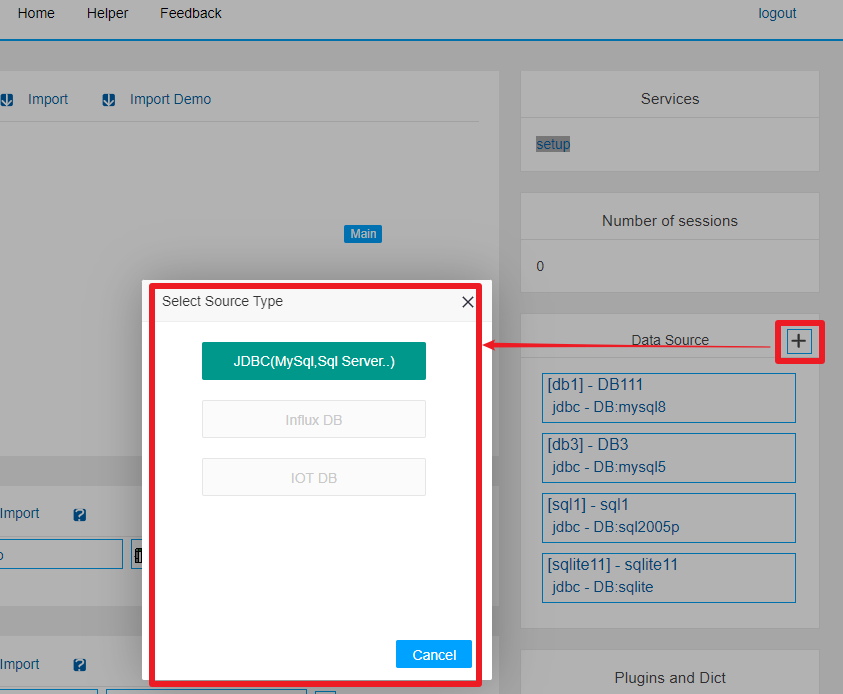 Home Helper Feedback logout
Import Import Demo
Main
Services
setup
Number of sessions
0
Data Source
[db1] - DB111
jdbc - DB:mysql8
[db3] - DB3
jdbc - DB:mysql5
[sql1] - sql1
jdbc - DB:sql2005p
[sqlite11] - sqlite11
jdbc - DB:sqlite
Plugins and Dict
Select Source Type
JDBC(MySql,Sql Server..)
Influx DB
IOT DB
Cancel
Import
o
Import